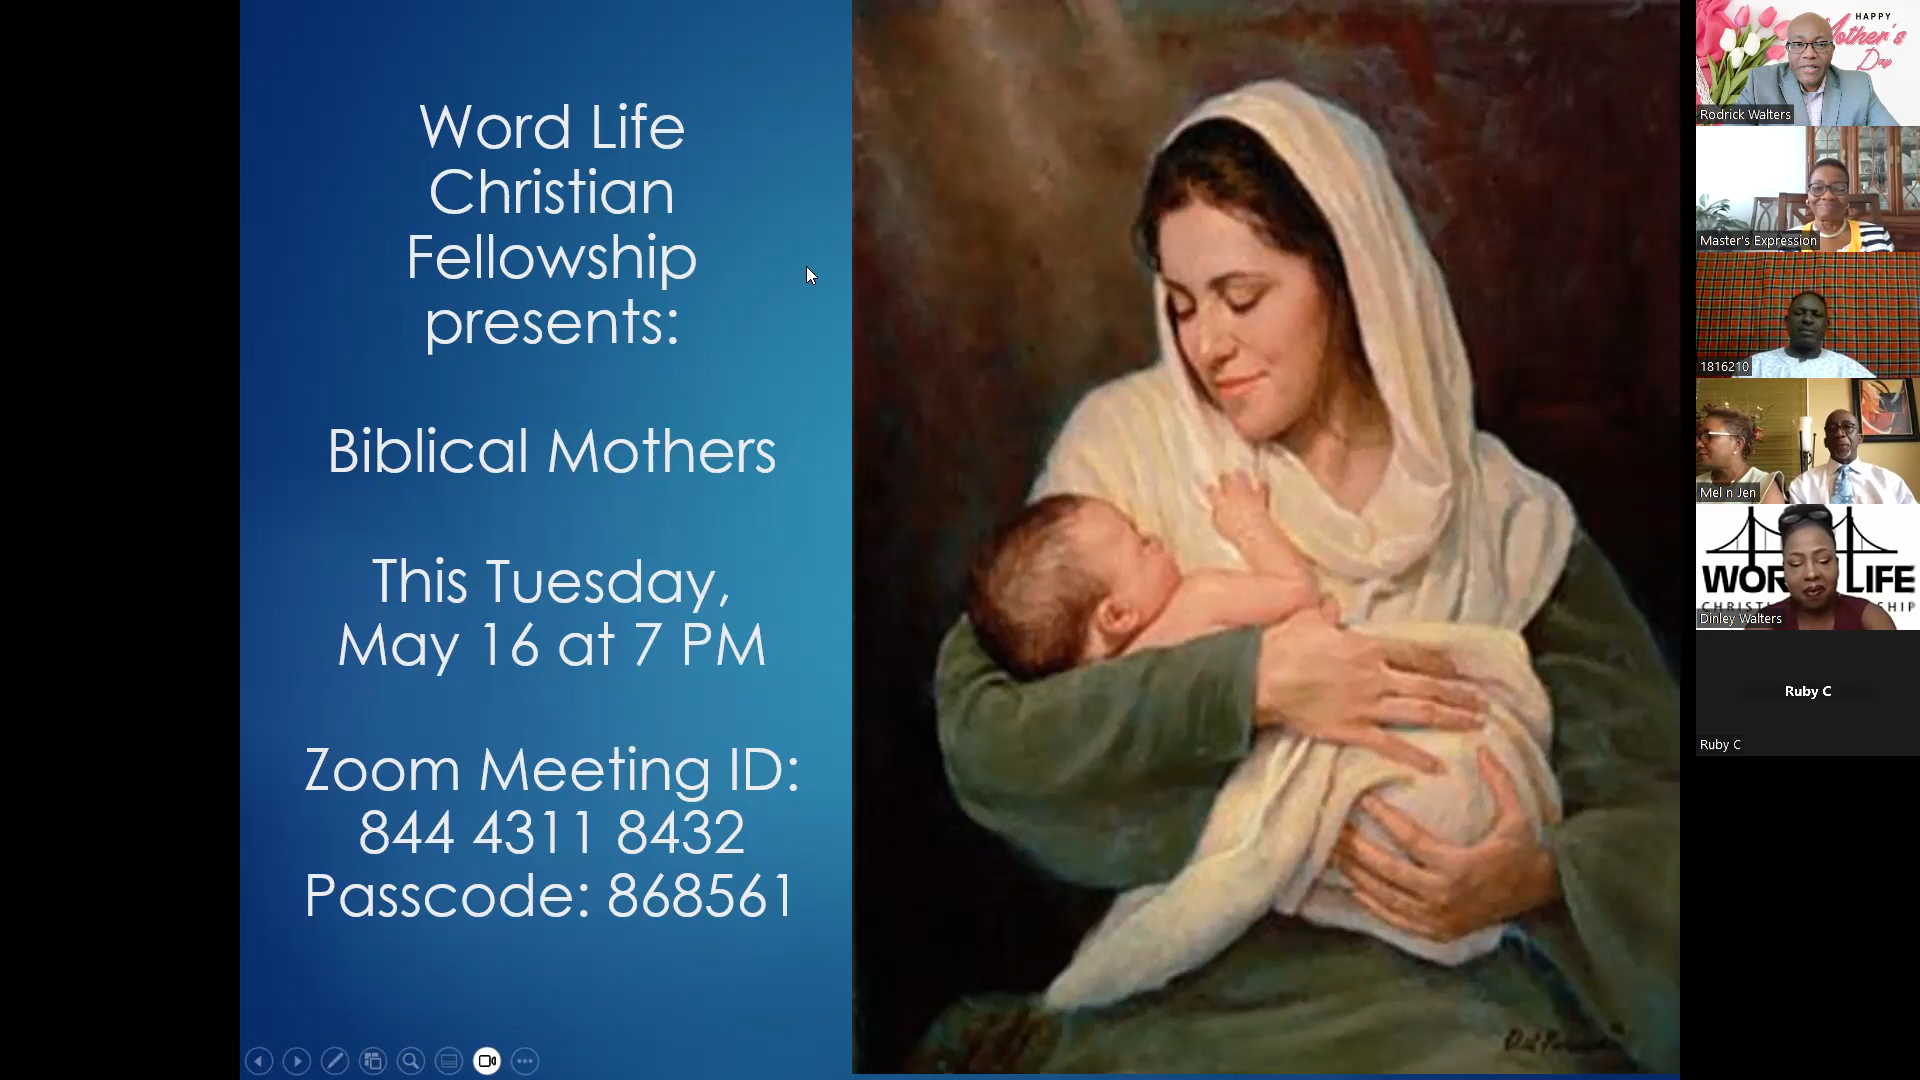 Word Life
Christian
Fellowship
presents:
Biblical Mothers
This Tuesday,
May 16 at 7 PM
Zoom Meeting ID:
844 4311 8432
Passcode: 868561
HAPPY
Mother's
Day
Rodrick Walters
Master's Expression
1816210
Mel n Jen
LIFE
Dinley Walters
Ruby C
Ruby C